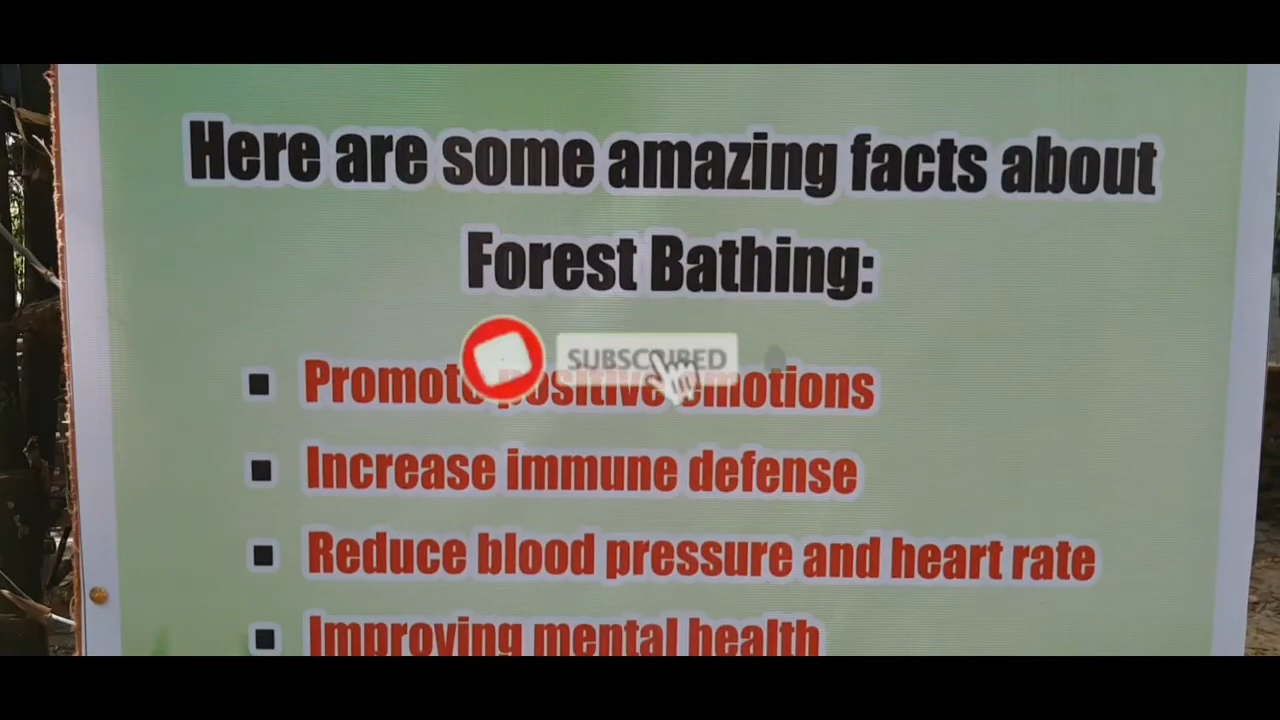 Here are some amazing facts about
Forest Bathing:
SUBSCRIBED
▪ Promote positive emotions
▪ Increase immune defense
▪ Reduce blood pressure and heart rate
▪ Improving mental health